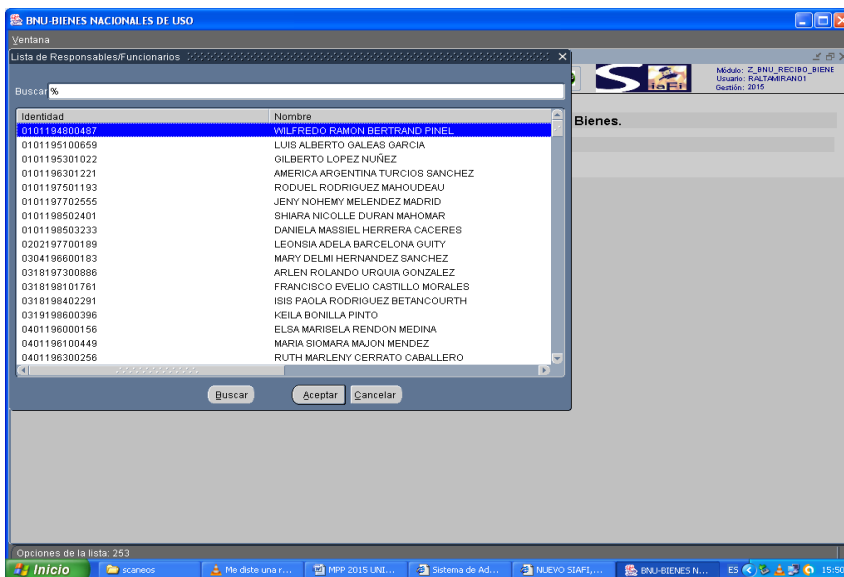 BNU-BIENES NACIONALES DE USO
Ventana
Lista de Responsables/Funcionarios
Módulo: Z_BNU_RECIBO_BIENE
Usuario: RALTAMIRANO1
Gestión: 2015
SiaFi
Buscar %
Bienes.
Identidad Nombre
0101194800487 WILFREDO RAMON BERTRAND PINEL
0101195100659 LUIS ALBERTO GALEAS GARCIA
0101195301022 GILBERTO LOPEZ NUÑEZ
0101196301221 AMERICA ARGENTINA TURCIOS SANCHEZ
0101197501193 RODUEL RODRIGUEZ MAHOUDEAU
0101197702555 JENY NOHEMY MELENDEZ MADRID
0101198502401 SHIARA NICOLLE DURAN MAHOMAR
0101198503233 DANIELA MASSIEL HERRERA CACERES
0202197700189 LEONSIA ADELA BARCELONA GUITY
0304196600183 MARY DELMI HERNANDEZ SANCHEZ
0318197300886 ARLEN ROLANDO URQUIA GONZALEZ
0318198101761 FRANCISCO EVELIO CASTILLO MORALES
0318198402291 ISIS PAOLA RODRIGUEZ BETANCOURTH
0319198600396 KEILA BONILLA PINTO
0401196000156 ELSA MARISELA RENDON MEDINA
0401196100449 MARIA SIOMARA MAJON MENDEZ
0401196300256 RUTH MARLENY CERRATO CABALLERO
Buscar Aceptar Cancelar
Opciones de la lista: 253
Inicio scaneos Me diste una r... MPP 2015 UNI... Sistema de Ad... NUEVO SIAFI,... BNU-BIENES N... ES 15:50